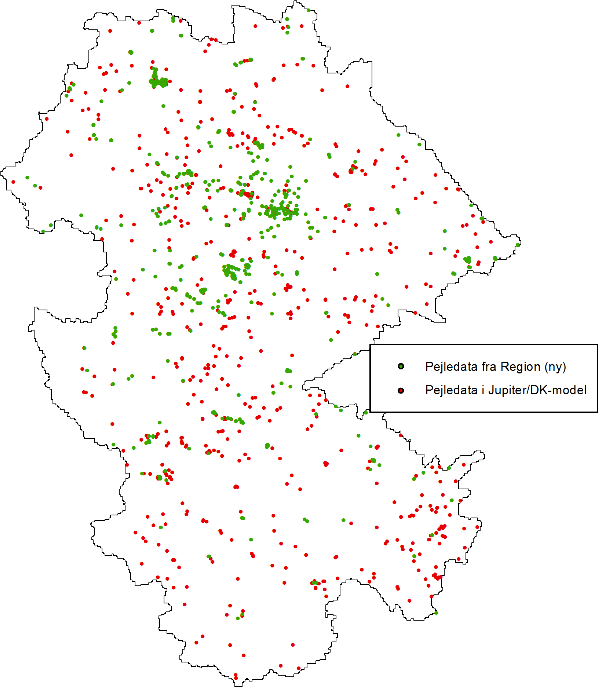 Pejledata fra Region (ny)
Pejledata i Jupiter/DK-model